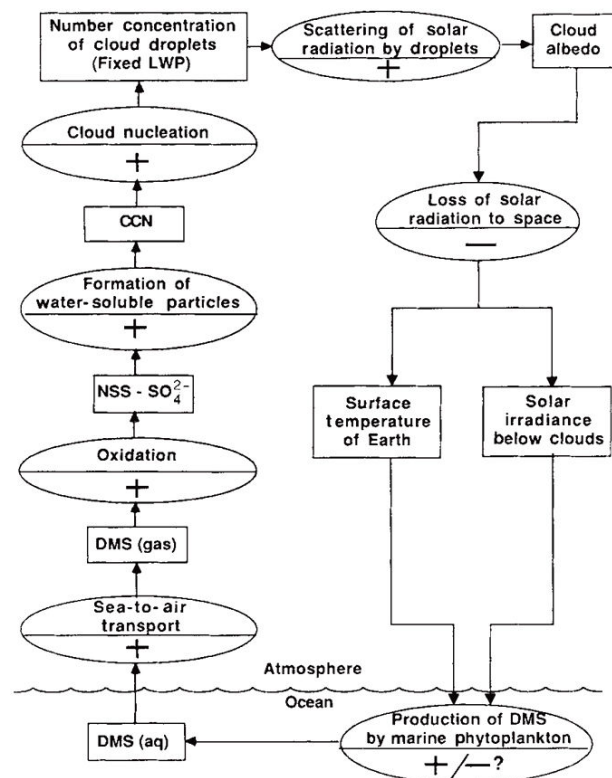 Number concentration
of cloud droplets
(Fixed LWP)
Scattering of solar
radiation by droplets
+
Cloud
albedo
Cloud nucleation
+
Loss of solar
radiation to space
—
CCN
Formation of
water-soluble particles
+
NSS - SO₄²⁻
Surface
temperature
of Earth
Solar
irradiance
below clouds
Oxidation
+
DMS (gas)
Sea-to-air
transport
+
Atmosphere
Ocean
DMS (aq)
Production of DMS
by marine phytoplankton
+/—?